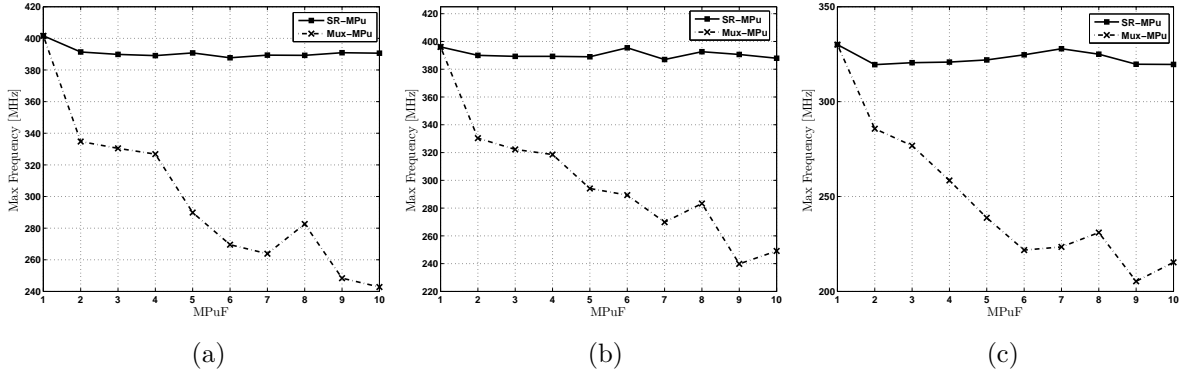 420
400
380
360
340
320
300
280
260
240
Max Frequency [MHz]
SR-MPu
Mux-MPu
1 2 3 4 5 6 7 8 9 10
MPuF
(a)
420
400
380
360
340
320
300
280
260
240
220
Max Frequency [MHz]
SR-MPu
Mux-MPu
1 2 3 4 5 6 7 8 9 10
MPuF
(b)
350
300
250
200
Max Frequency [MHz]
SR-MPu
Mux-MPu
1 2 3 4 5 6 7 8 9 10
MPuF
(c)